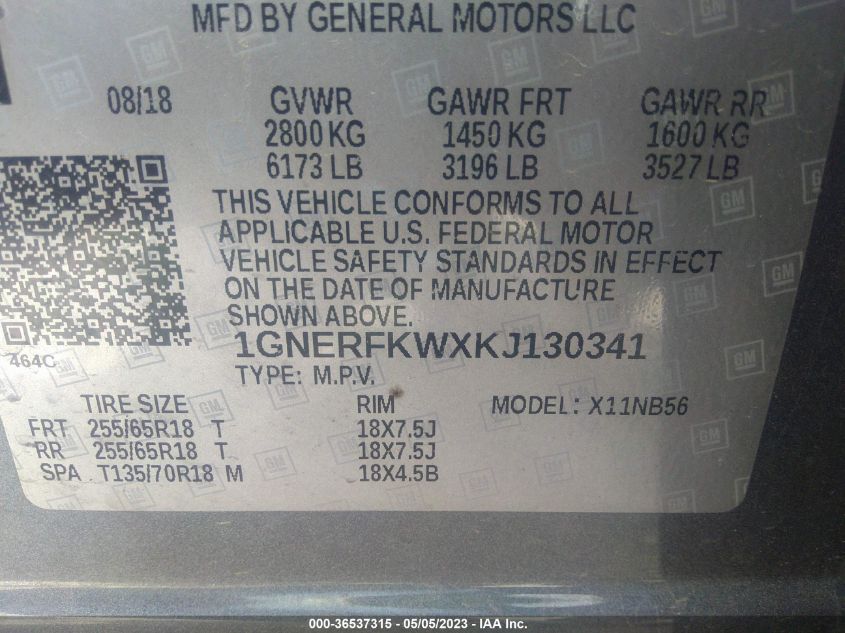 MFD BY GENERAL MOTORS LLC
08/18 GVWR GAWR FRT GAWR RR
2800 KG 1450 KG 1600 KG
6173 LB 3196 LB 3527 LB
THIS VEHICLE CONFORMS TO ALL
APPLICABLE U.S. FEDERAL MOTOR
VEHICLE SAFETY STANDARDS IN EFFECT
ON THE DATE OF MANUFACTURE
SHOWN ABOVE.
464C
1GNERFKWXKJ130341
TYPE: M.P.V.
TIRE SIZE RIM MODEL: X11NB56
FRT 255/65R18 T 18X7.5J
RR 255/65R18 T 18X7.5J
SPA T135/70R18 M 18X4.5B
GM
000-36537315 - 05/05/2023 - IAA Inc.